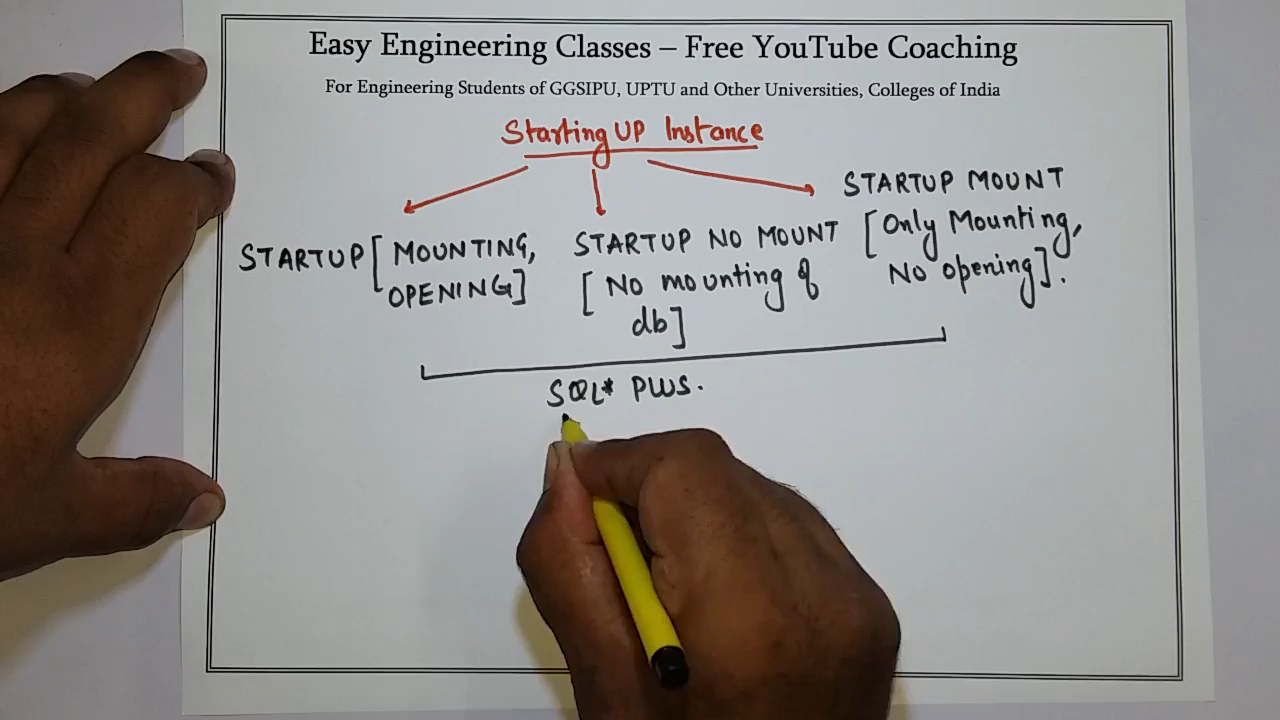 Easy Engineering Classes – Free YouTube Coaching
For Engineering Students of GGSIPU, UPTU and Other Universities, Colleges of India
Starting UP Instance
STARTUP [MOUNTING,
OPENING]
STARTUP NO MOUNT
[No mounting of
db]
STARTUP MOUNT
[Only Mounting,
No opening].
SQL* PLUS.